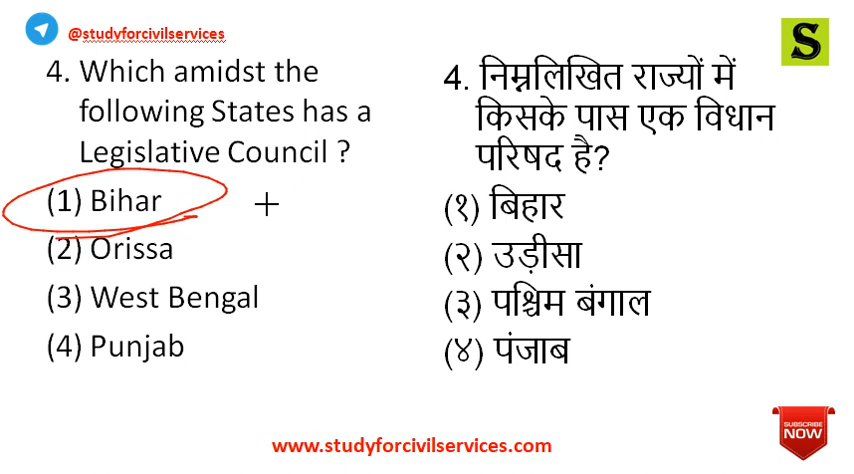 @studyforcivilservices
S
4. Which amidst the
following States has a
Legislative Council ?
(1) Bihar
(2) Orissa
(3) West Bengal
(4) Punjab
4. निम्नलिखित राज्यों में
किसके पास एक विधान
परिषद है?
(१) बिहार
(२) उड़ीसा
(३) पश्चिम बंगाल
(४) पंजाब
SUBSCRIBE
NOW
www.studyforcivilservices.com